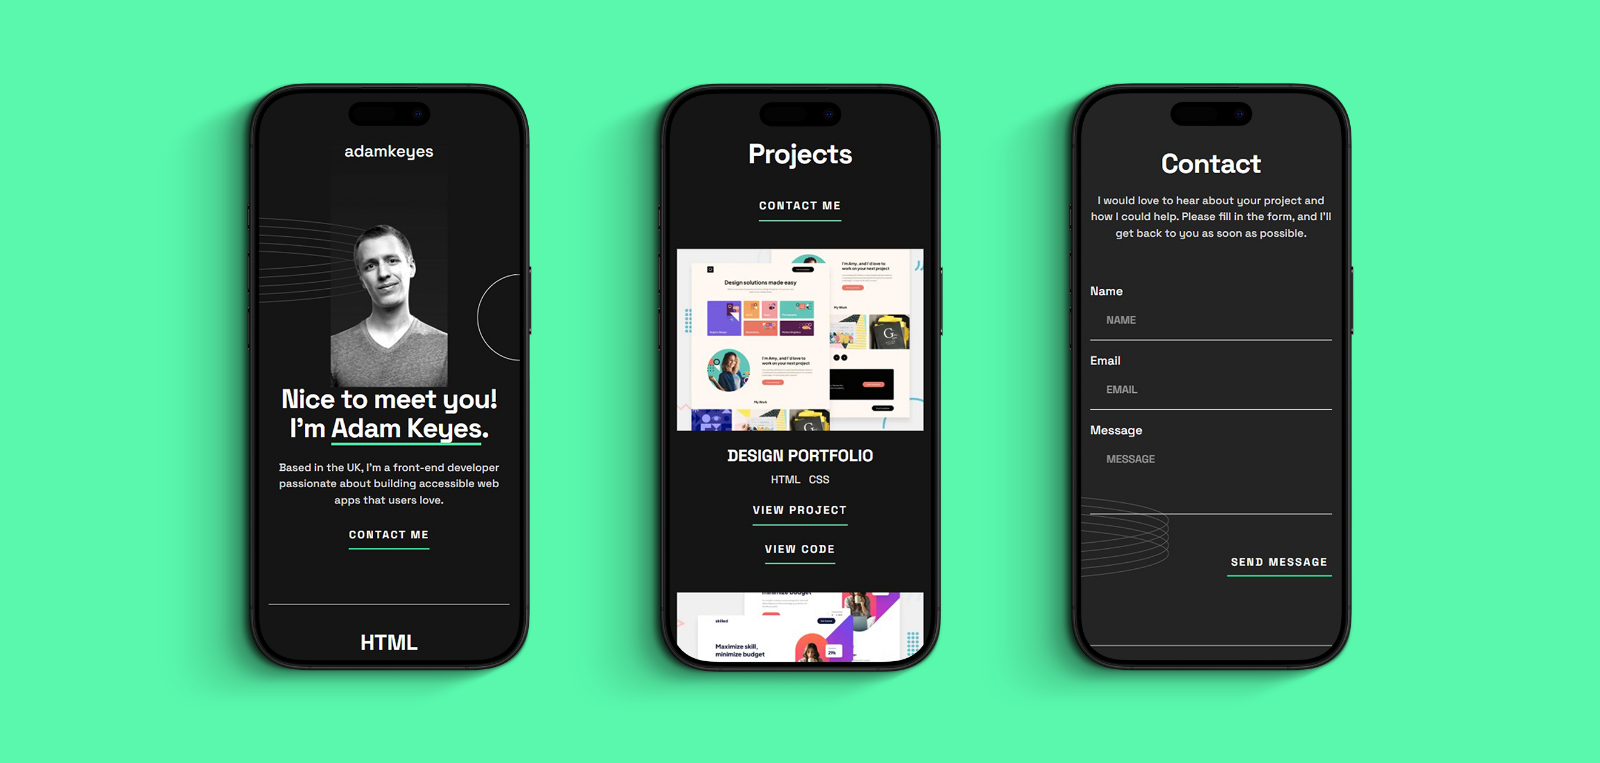 adamkeyes
Nice to meet you!
I'm Adam Keyes.
Based in the UK, I'm a front-end developer
passionate about building accessible web
apps that users love.
CONTACT ME
HTML
Projects
CONTACT ME
Design solutions made easy
I'm Amy, and I'd love to
work on your next project
My Work
I'm Amy, and I'd love to
work on your next project
My Work
G
DESIGN PORTFOLIO
HTML CSS
VIEW PROJECT
VIEW CODE
minimize budget
skilled
Maximize skill,
minimize budget
Contact
I would love to hear about your project and
how I could help. Please fill in the form, and I'll
get back to you as soon as possible.
Name
NAME
Email
EMAIL
Message
MESSAGE
SEND MESSAGE